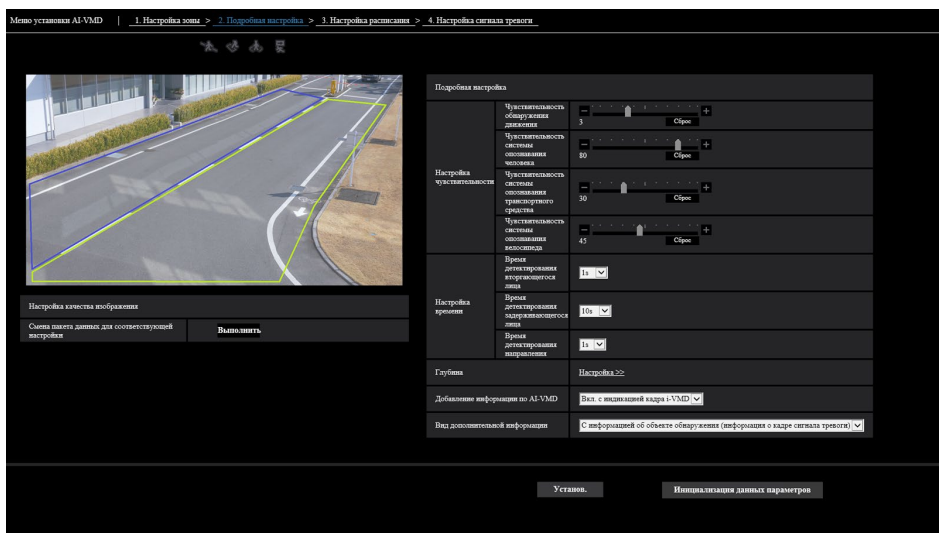 Меню установки AI-VMD | 1. Настройка зоны > 2. Подробная настройка > 3. Настройка расписания > 4. Настройка сигнала тревоги
Настройка качества изображения
Смена пакета данных для соответствующей
настройки
Выполнить
Подробная настройка
Настройка
чувствительности
Чувствительность
обнаружения
движения
3
Сброс
Чувствительность
системы
опознавания
человека
80
Сброс
Чувствительность
системы
опознавания
транспортного
средства
30
Сброс
Чувствительность
системы
опознавания
велосипеда
45
Сброс
Настройка
времени
Время
детектирования
вторгающегося
лица
1s
Время
детектирования
задерживающегося
лица
10s
Время
детектирования
направления
1s
Глубина
Настройка >>
Добавление информации по AI-VMD
Вкл. с индикацией кадра i-VMD
Вид дополнительной информации
С информацией об объекте обнаружения (информация о кадре сигнала тревоги)
Установ.
Инициализация данных параметров